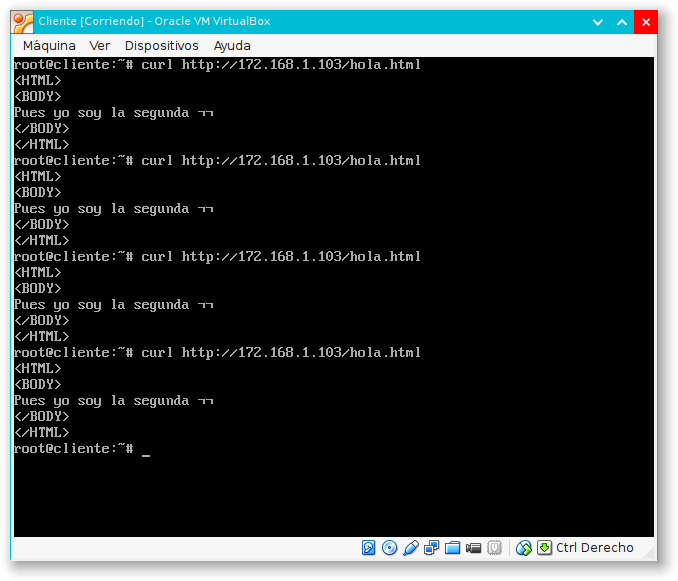 Cliente [Corriendo] - Oracle VM VirtualBox
Máquina Ver Dispositivos Ayuda
root@cliente:~# curl http://172.168.1.103/hola.html
<HTML>
<BODY>
Pues yo soy la segunda ¬¬
</BODY>
</HTML>
root@cliente:~# curl http://172.168.1.103/hola.html
<HTML>
<BODY>
Pues yo soy la segunda ¬¬
</BODY>
</HTML>
root@cliente:~# curl http://172.168.1.103/hola.html
<HTML>
<BODY>
Pues yo soy la segunda ¬¬
</BODY>
</HTML>
root@cliente:~# curl http://172.168.1.103/hola.html
<HTML>
<BODY>
Pues yo soy la segunda ¬¬
</BODY>
</HTML>
root@cliente:~# _
Ctrl Derecho